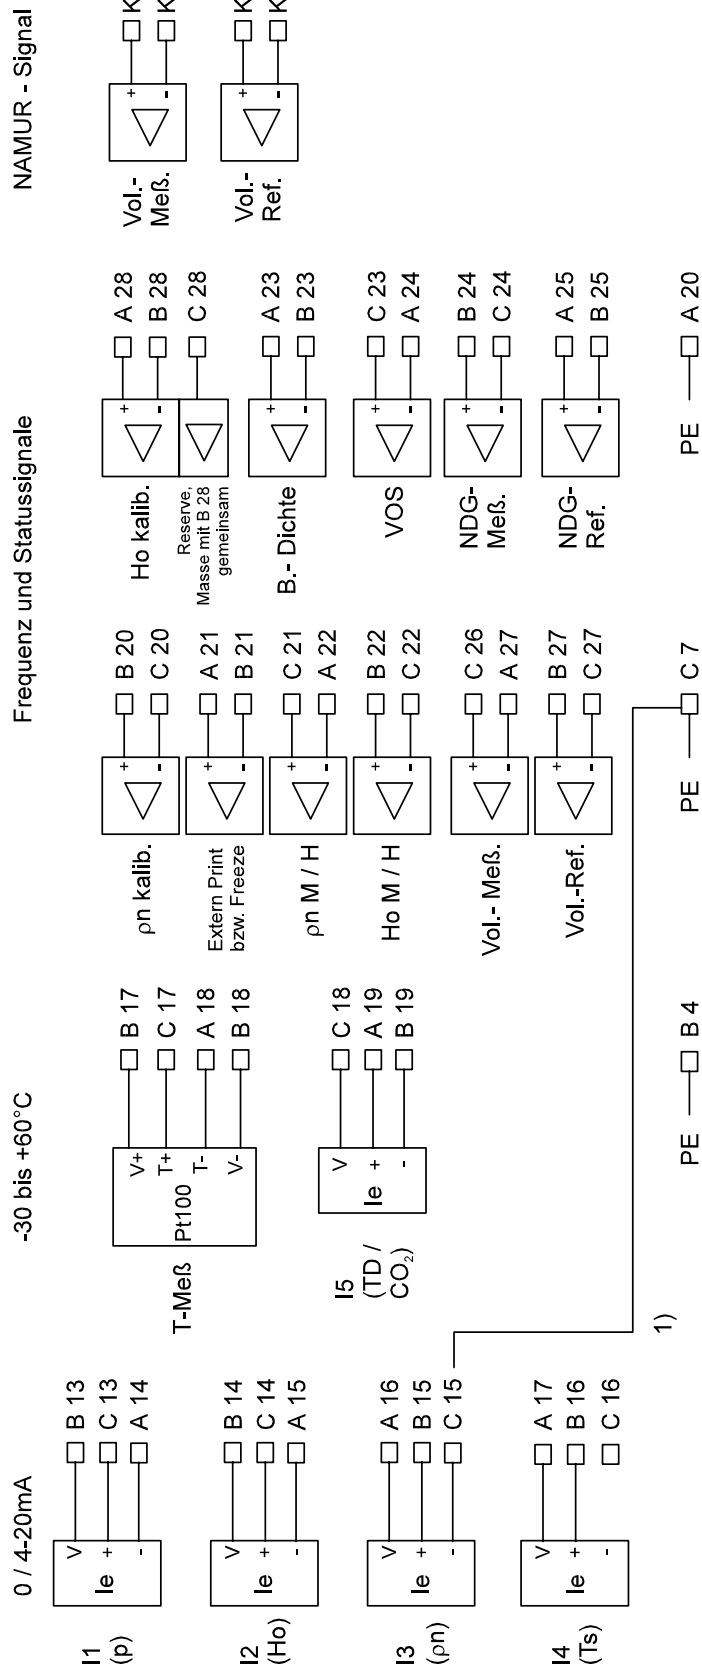 0 / 4-20mA
I1
(p)
Ie
V
+
-
B 13
C 13
A 14
I2
(Ho)
Ie
V
+
-
B 14
C 14
A 15
I3
(ρn)
Ie
V
+
-
A 16
B 15
C 15
I4
(Ts)
Ie
V
+
-
A 17
B 16
C 16
1)
-30 bis +60°C
T-Meß
Pt100
V+
T+
T-
V-
B 17
C 17
A 18
B 18
I5
(TD /
CO₂)
Ie
V
+
-
C 18
A 19
B 19
PE
B 4
Frequenz und Statussignale
ρn kalib.
+
-
B 20
C 20
Extern Print
bzw. Freeze
+
-
A 21
B 21
ρn M / H
+
-
C 21
A 22
Ho M / H
+
-
B 22
C 22
Vol.- Meß.
+
-
C 26
A 27
Vol.-Ref.
+
-
B 27
C 27
PE
C 7
Ho kalib.
+
-
A 28
B 28
Reserve,
Masse mit B 28
gemeinsam
C 28
B.- Dichte
+
-
A 23
B 23
VOS
+
-
C 23
A 24
NDG-
Meß.
+
-
B 24
C 24
NDG-
Ref.
+
-
A 25
B 25
PE
A 20
NAMUR - Signal
Vol.-
Meß.
+
-
K
K
Vol.-
Ref.
+
-
K
K